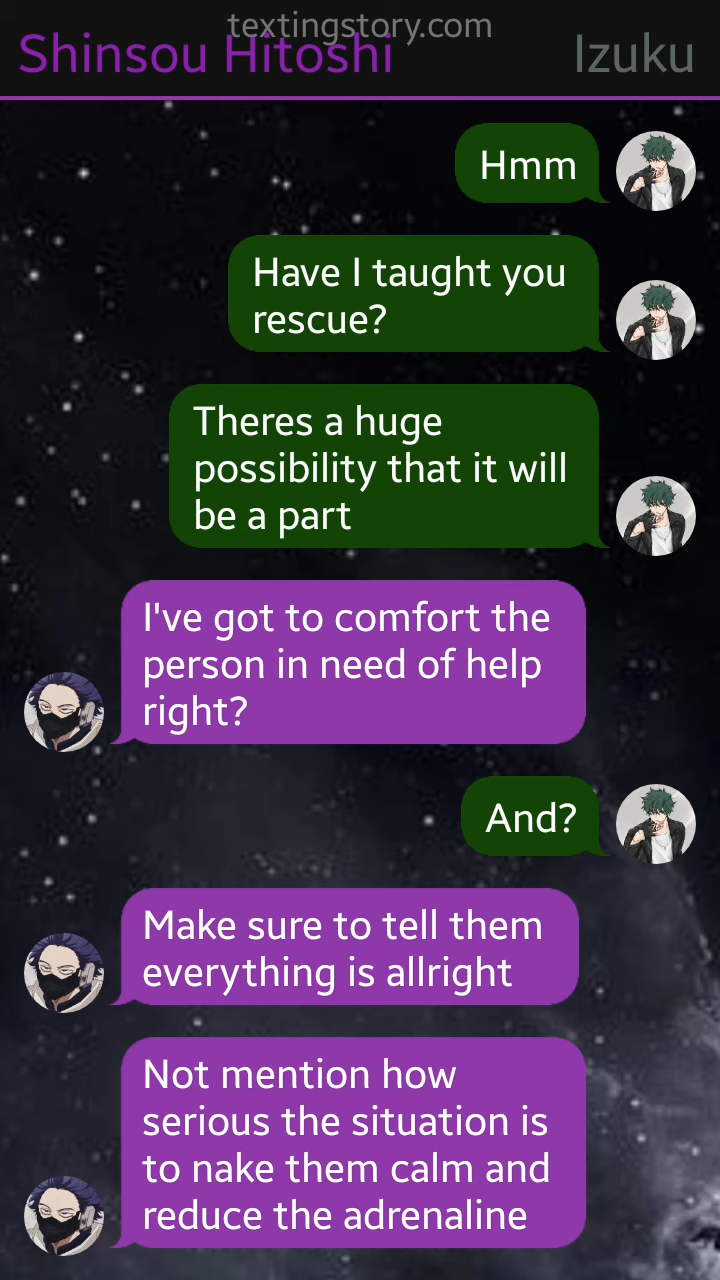 textingstory.com
Shinsou Hitoshi Izuku
Hmm
Have I taught you
rescue?
Theres a huge
possibility that it will
be a part
I've got to comfort the
person in need of help
right?
And?
Make sure to tell them
everything is allright
Not mention how
serious the situation is
to nake them calm and
reduce the adrenaline